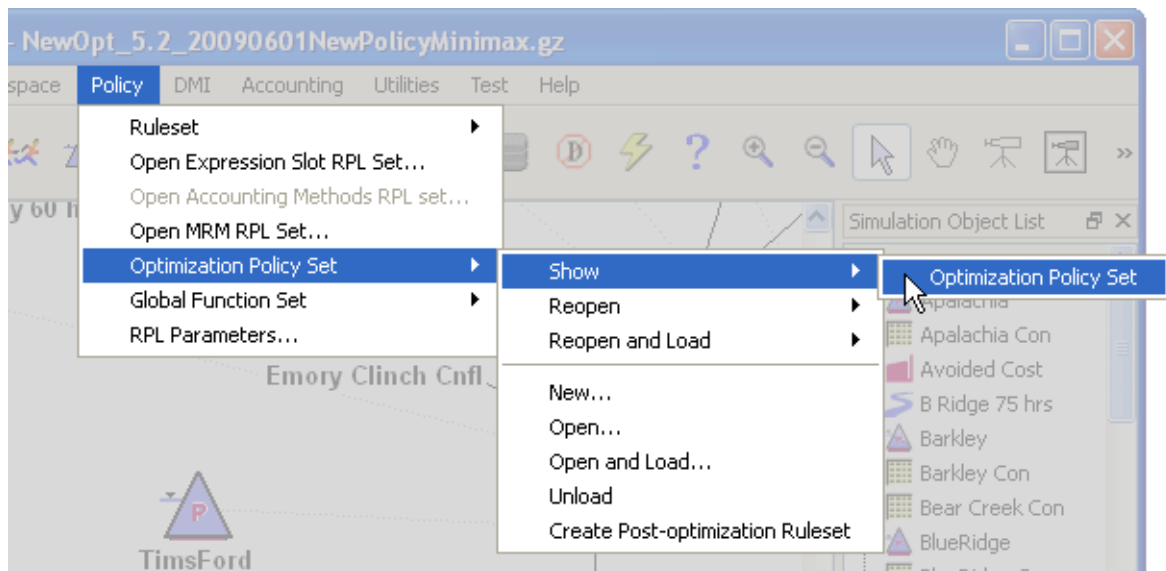 - NewOpt_5.2_20090601NewPolicyMinimax.gz
space Policy DMI Accounting Utilities Test Help
Ruleset
Open Expression Slot RPL Set...
Open Accounting Methods RPL set...
Open MRM RPL Set...
Optimization Policy Set
Global Function Set
RPL Parameters...
y 60 h
Show
Reopen
Reopen and Load
New...
Open...
Open and Load...
Unload
Create Post-optimization Ruleset
Optimization Policy Set
D
?
»
Simulation Object List
Apalachia
Apalachia Con
Avoided Cost
B Ridge 75 hrs
Barkley
Barkley Con
Bear Creek Con
BlueRidge
Emory Clinch Cnfl
P
TimsFord